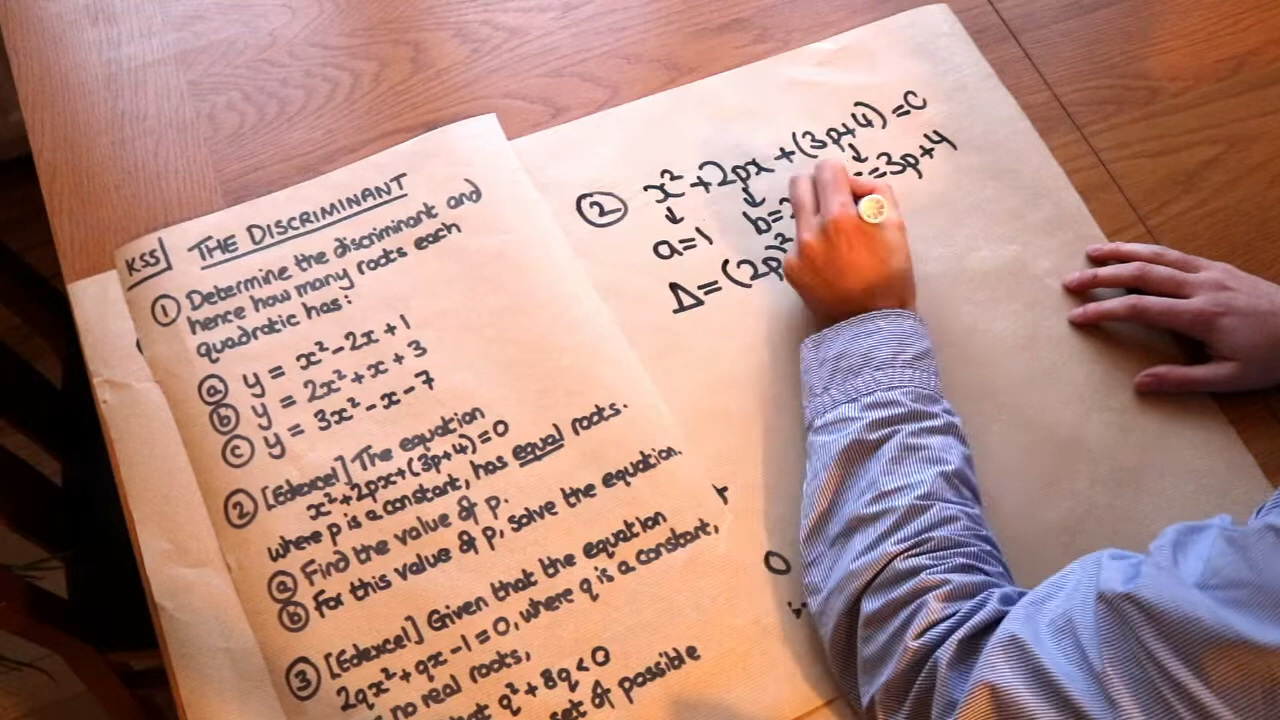 KSS THE DISCRIMINANT
① Determine the discriminant and
hence how many roots each
quadratic has:
ⓐ y = x² - 2x + 1
ⓑ y = 2x² + x + 3
ⓒ y = 3x² - x - 7
② [Edexcel] The equation
x² + 2px + (3p+4) = 0
where p is a constant, has equal roots.
ⓐ Find the value of p.
ⓑ For this value of p, solve the equation.
③ [Edexcel] Given that the equation
2qx² + qx - 1 = 0, where q is a constant,
no real roots,
q² + 8q < 0
set of possible
② x² + 2px + (3p+4) = C
a=1 b= =3p+4
Δ = (2p)²